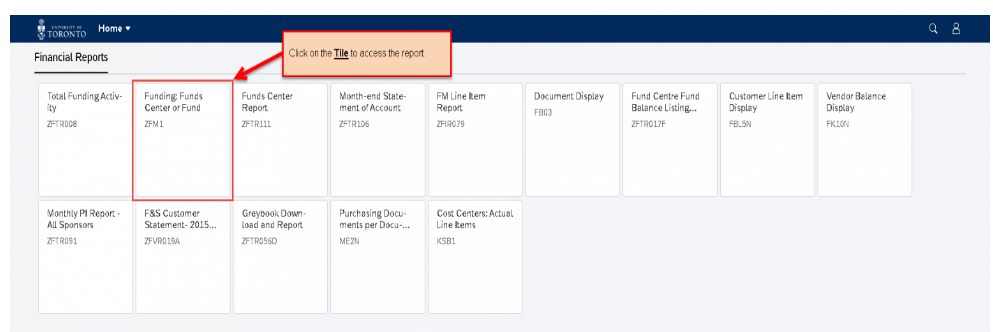 UNIVERSITY OF
TORONTO
Home
Click on the Tile to access the report.
Financial Reports
Total Funding Activ-
ity
ZFTR008
Funding: Funds
Center or Fund
ZFM1
Funds Center
Report
ZFTR111
Month-end State-
ment of Account
ZFTR106
FM Line Item
Report
ZFIR079
Document Display
FB03
Fund Centre Fund
Balance Listing...
ZFTR017F
Customer Line Item
Display
FBL5N
Vendor Balance
Display
FK10N
Monthly PI Report -
All Sponsors
ZFTR091
F&S Customer
Statement- 2015...
ZFVR019A
Greybook Down-
load and Report
ZFTR056D
Purchasing Docu-
ments per Docu-...
ME2N
Cost Centers: Actual
Line Items
KSB1